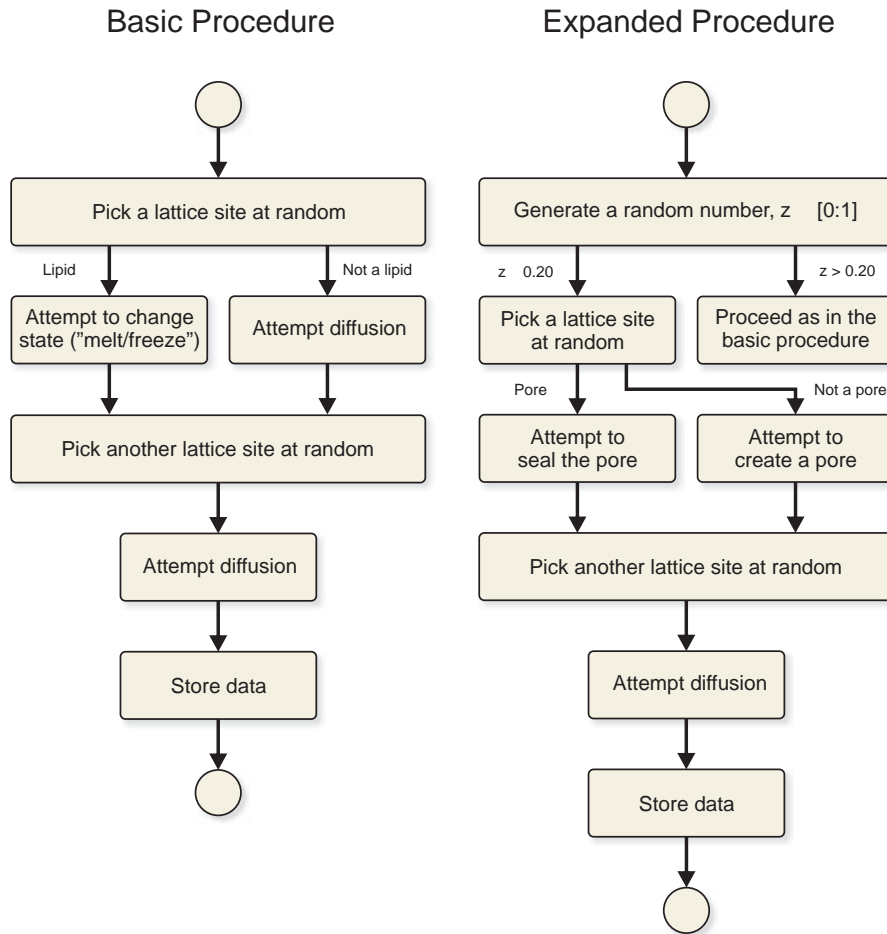 Basic Procedure
Pick a lattice site at random
Lipid
Not a lipid
Attempt to change
state ("melt/freeze")
Attempt diffusion
Pick another lattice site at random
Attempt diffusion
Store data
Expanded Procedure
Generate a random number, z [0:1]
z 0.20
z > 0.20
Pick a lattice site
at random
Proceed as in the
basic procedure
Pore
Not a pore
Attempt to
seal the pore
Attempt to
create a pore
Pick another lattice site at random
Attempt diffusion
Store data